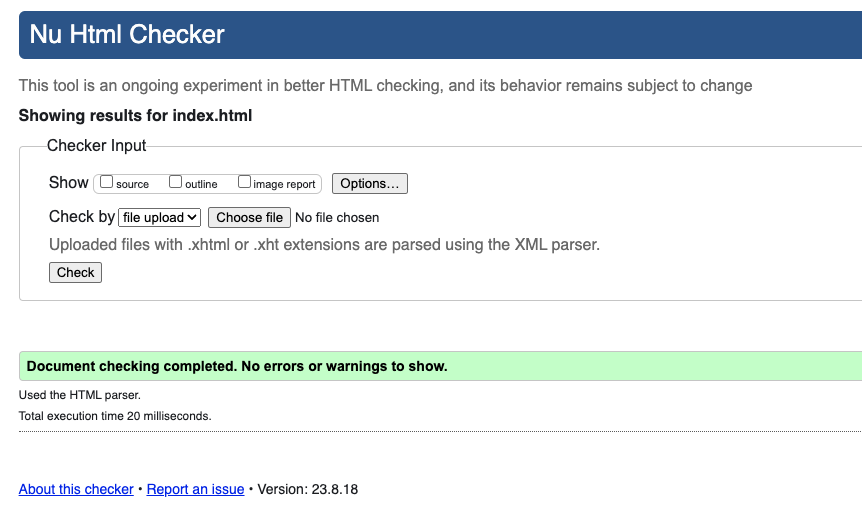 Nu Html Checker
This tool is an ongoing experiment in better HTML checking, and its behavior remains subject to change
Showing results for index.html
Checker Input
Show source outline image report Options...
Check by file upload Choose file No file chosen
Uploaded files with .xhtml or .xht extensions are parsed using the XML parser.
Check
Document checking completed. No errors or warnings to show.
Used the HTML parser.
Total execution time 20 milliseconds.
About this checker • Report an issue • Version: 23.8.18